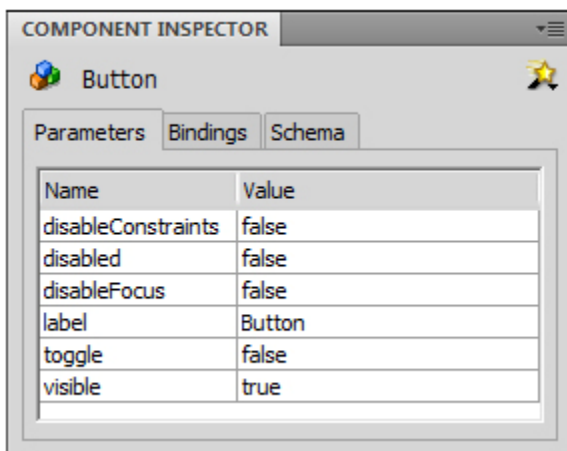 COMPONENT INSPECTOR
Button
Parameters Bindings Schema
Name Value
disableConstraints false
disabled false
disableFocus false
label Button
toggle false
visible true